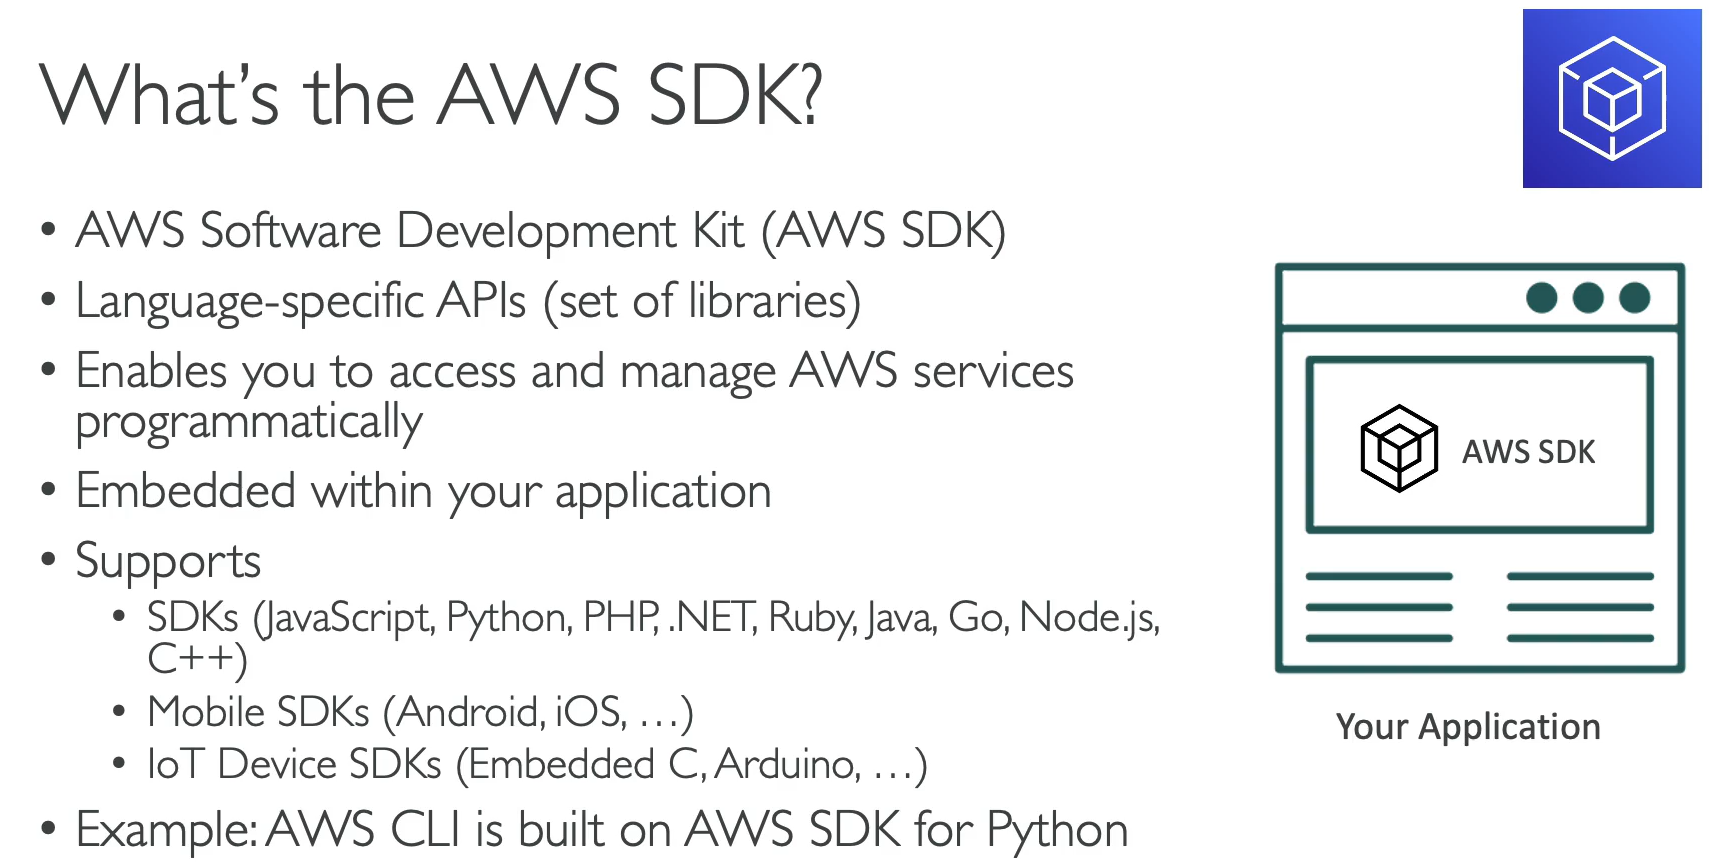 What's the AWS SDK?
• AWS Software Development Kit (AWS SDK)
• Language-specific APIs (set of libraries)
• Enables you to access and manage AWS services
programmatically
• Embedded within your application
• Supports
• SDKs (JavaScript, Python, PHP, .NET, Ruby, Java, Go, Node.js,
C++)
• Mobile SDKs (Android, iOS, …)
• IoT Device SDKs (Embedded C, Arduino, …)
• Example: AWS CLI is built on AWS SDK for Python
AWS SDK
Your Application